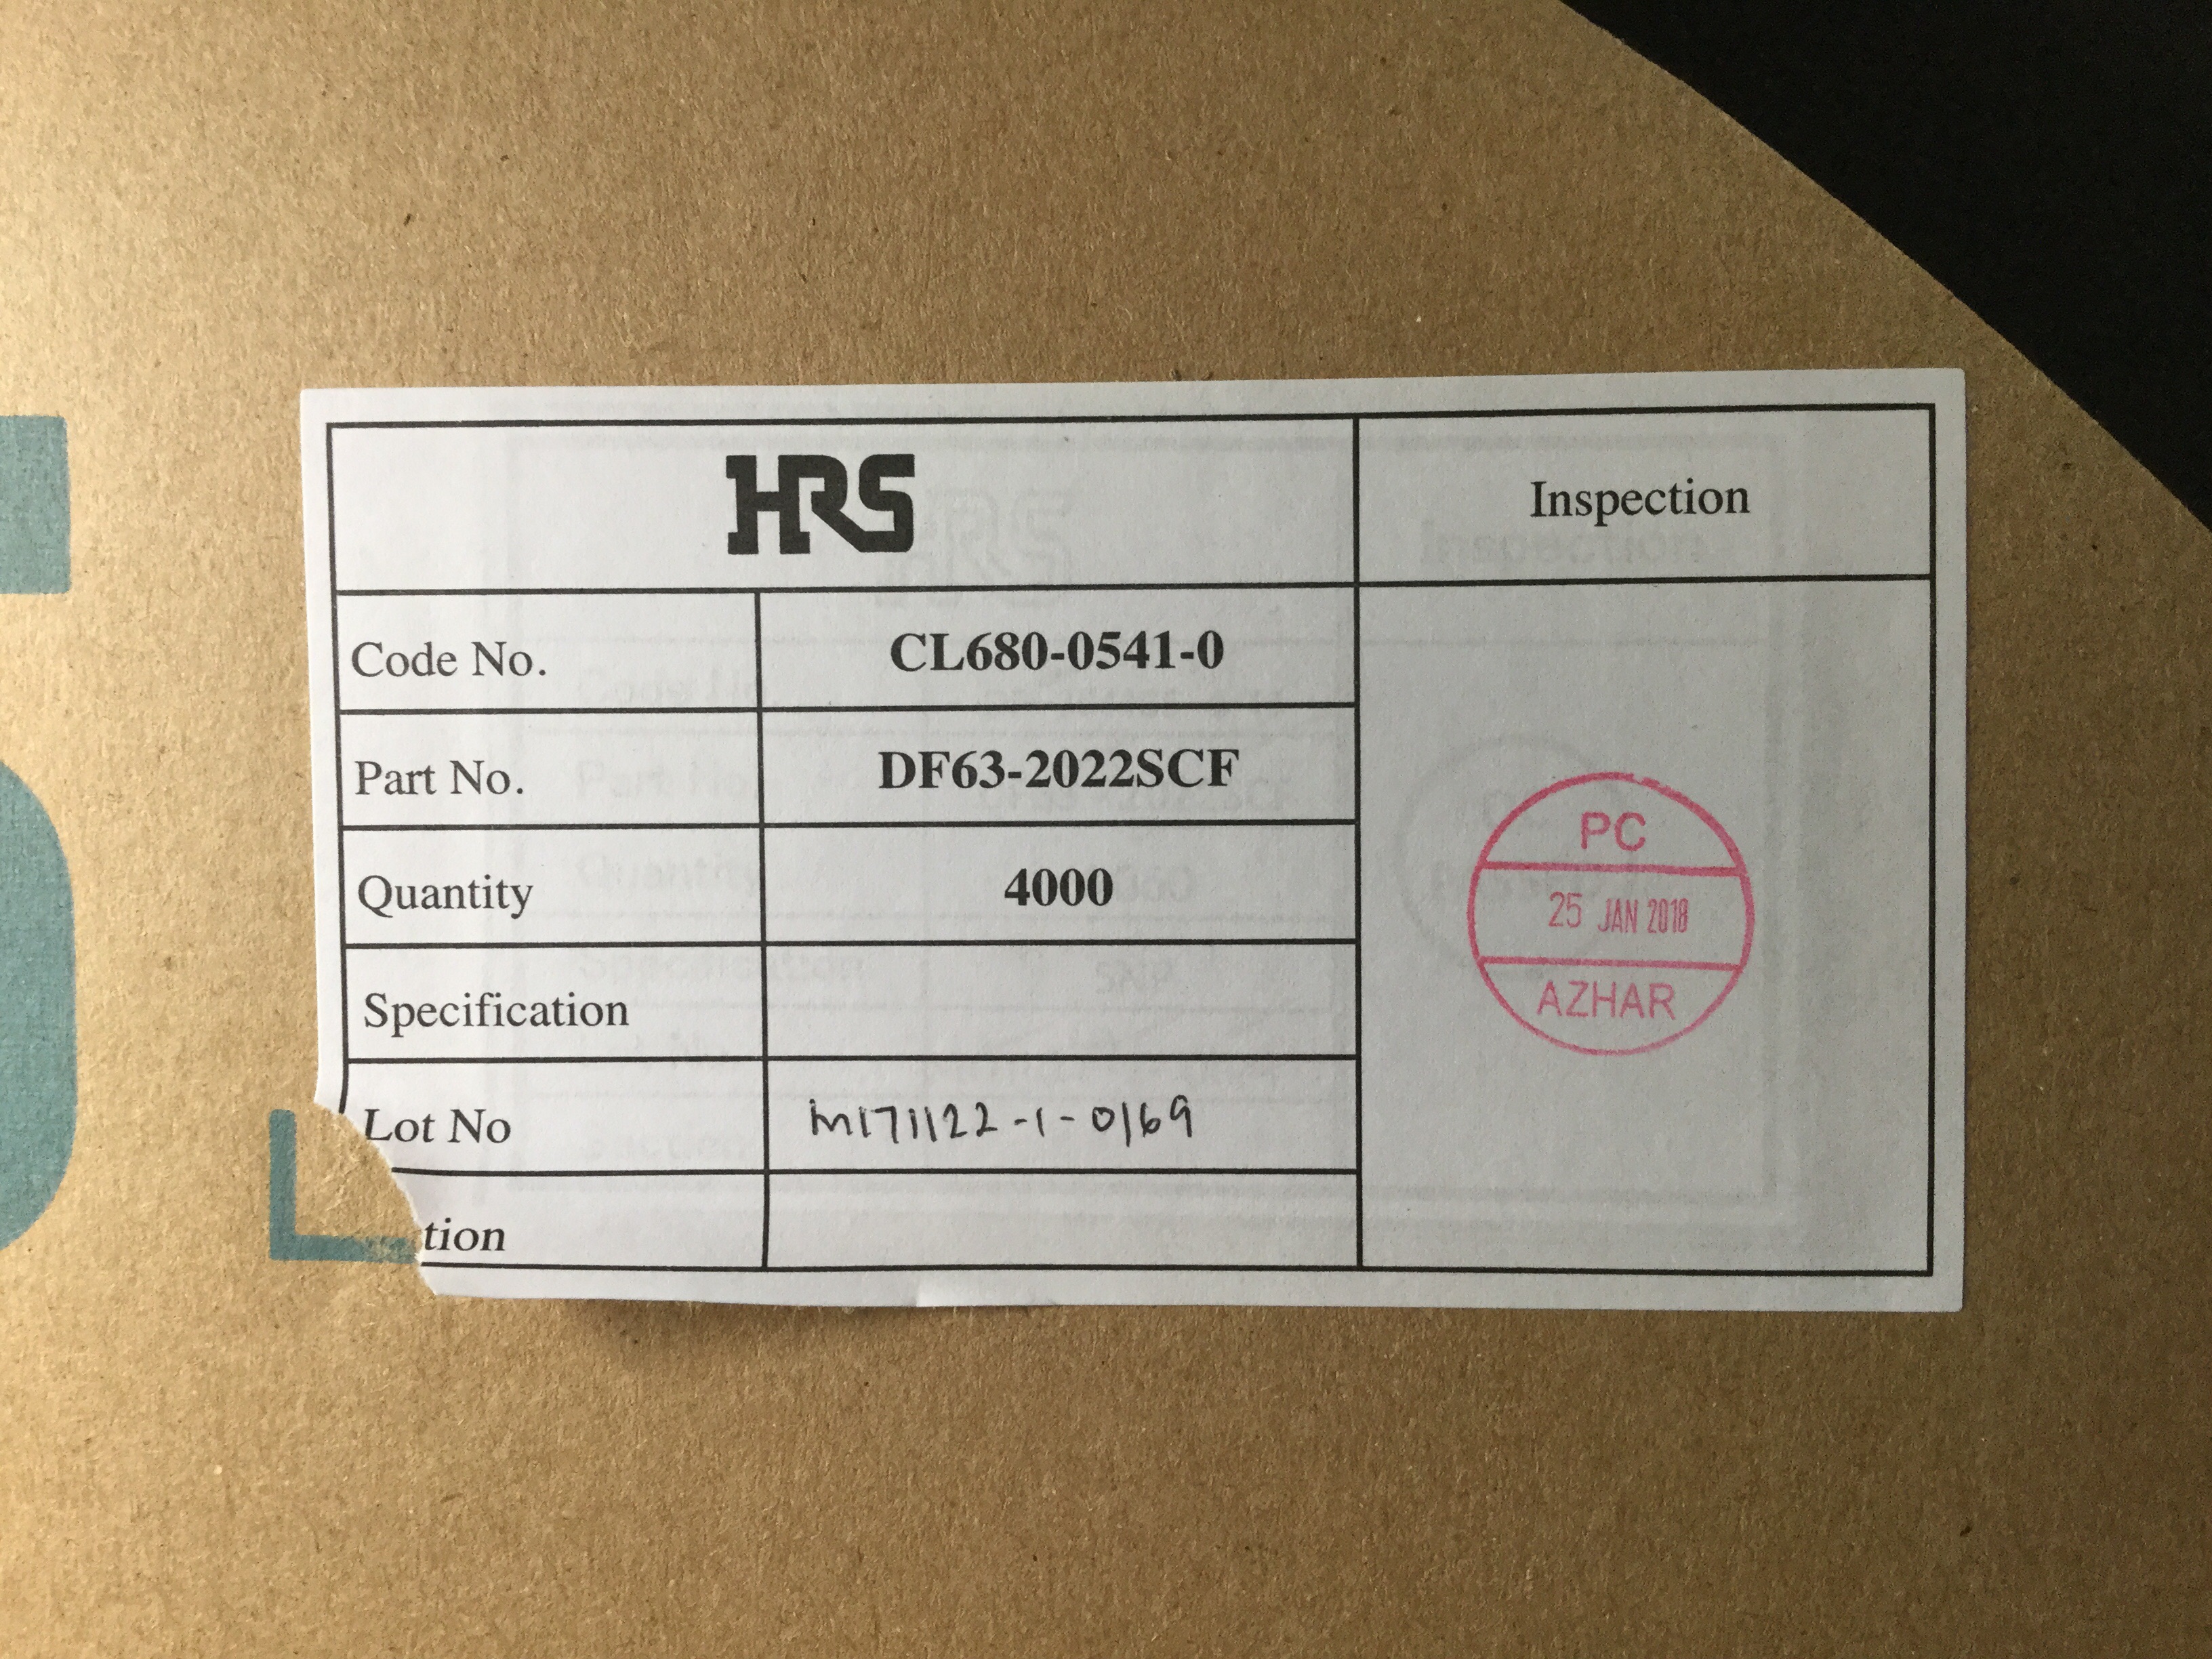 HRS
Inspection
Code No. CL680-0541-0
Part No. DF63-2022SCF
Quantity 4000
Specification
Lot No M171122-1-0169
tion
PC
25 JAN 2018
AZHAR